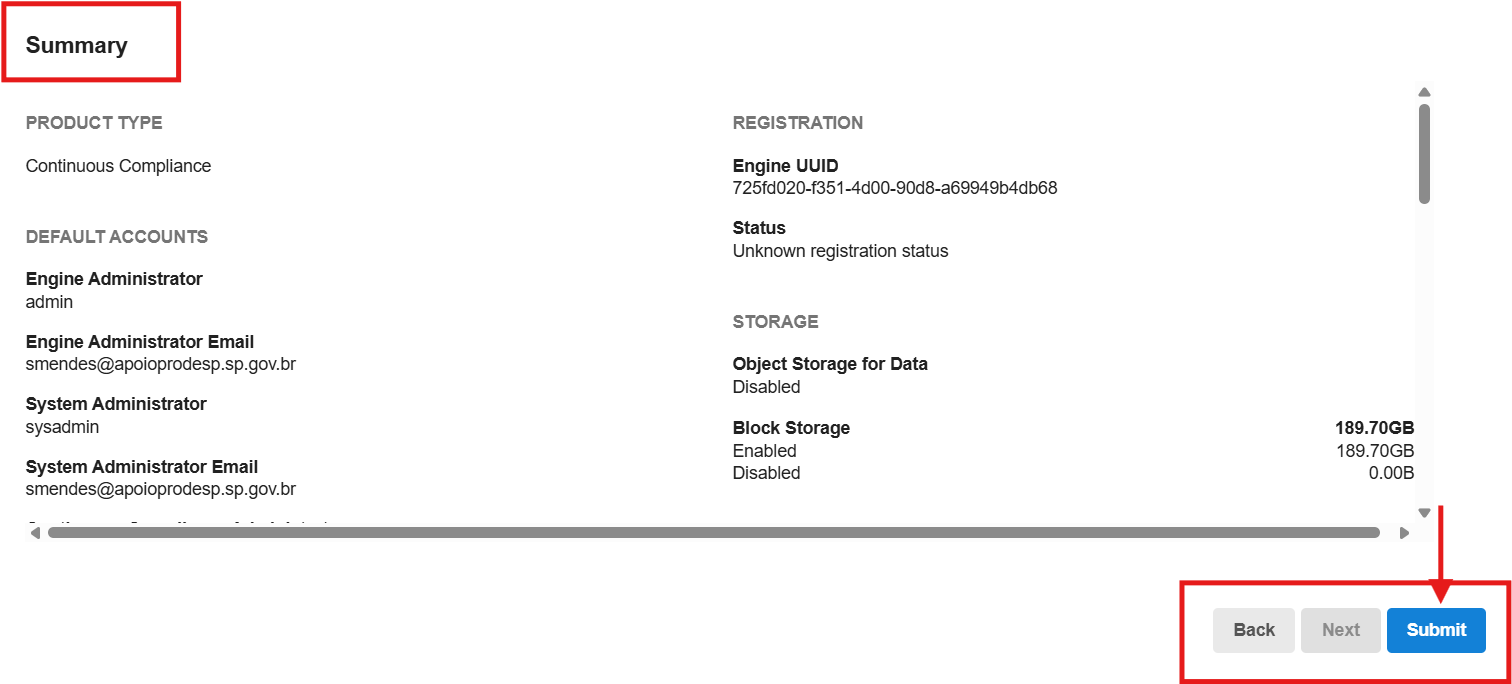 Summary
PRODUCT TYPE
Continuous Compliance
DEFAULT ACCOUNTS
Engine Administrator
admin
Engine Administrator Email
smendes@apoioprodesp.sp.gov.br
System Administrator
sysadmin
System Administrator Email
smendes@apoioprodesp.sp.gov.br
REGISTRATION
Engine UUID
725fd020-f351-4d00-90d8-a69949b4db68
Status
Unknown registration status
STORAGE
Object Storage for Data
Disabled
Block Storage 189.70GB
Enabled 189.70GB
Disabled 0.00B
Back Next Submit